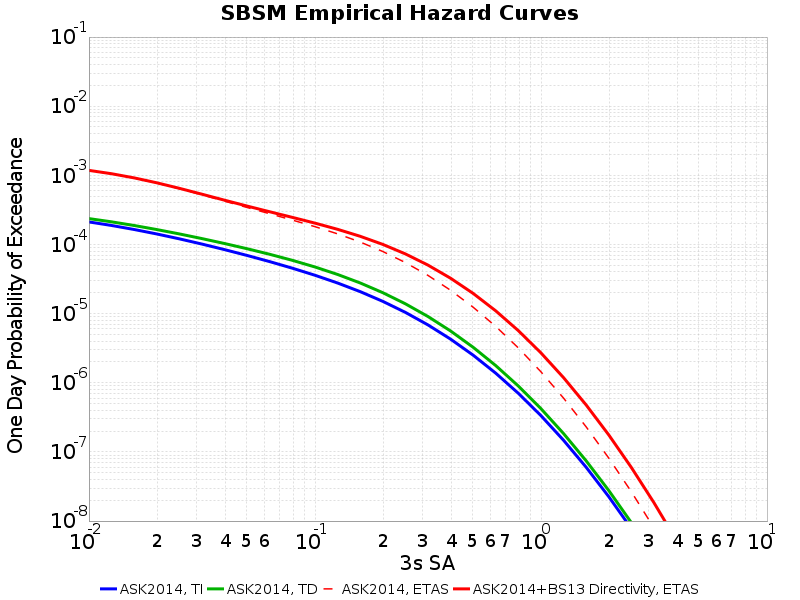 SBSM Empirical Hazard Curves
One Day Probability of Exceedance
10-1
10-2
10-3
10-4
10-5
10-6
10-7
10-8
10-2 2 3 4 5 6 10-1 2 3 4 5 6 7 100 2 3 4 5 6 7 101
3s SA
ASK2014, TI ASK2014, TD ASK2014, ETAS ASK2014+BS13 Directivity, ETAS